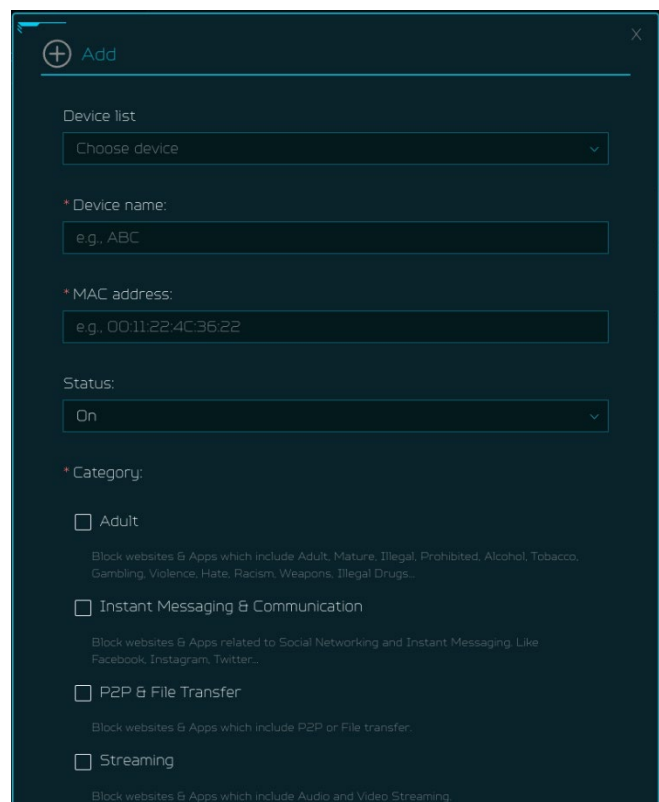 X
Add
Device list
Choose device
* Device name:
e.g., ABC
* MAC address:
e.g., 00:11:22:4C:36:22
Status:
On
* Category:
Adult
Block websites & Apps which include Adult, Mature, Illegal, Prohibited, Alcohol, Tobacco,
Gambling, Violence, Hate, Racism, Weapons, Illegal Drugs...
Instant Messaging & Communication
Block websites & Apps related to Social Networking and Instant Messaging. Like
Facebook, Instagram, Twitter...
P2P & File Transfer
Block websites & Apps which include P2P or File transfer.
Streaming
Block websites & Apps which include Audio and Video Streaming.